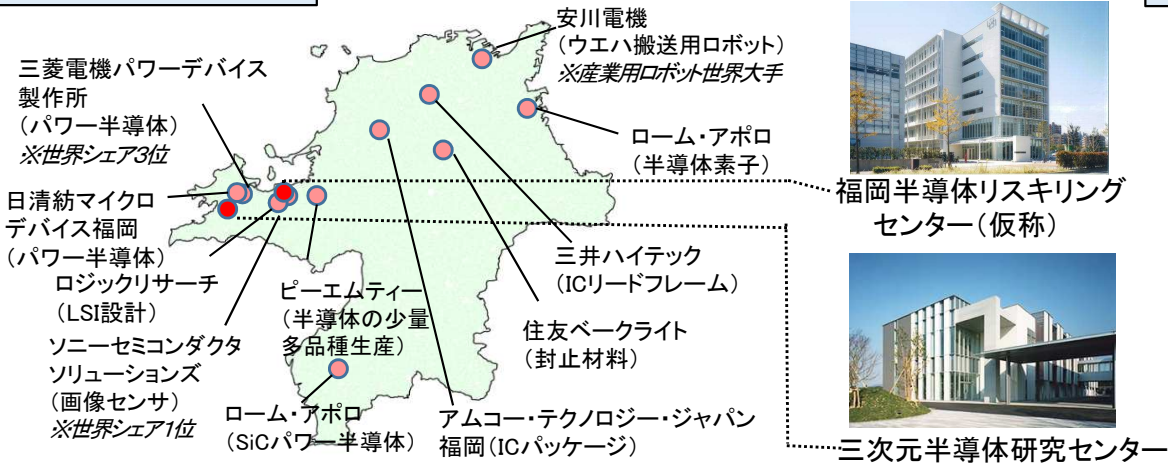 安川電機
(ウエハ搬送用ロボット)
※産業用ロボット世界大手
三菱電機パワーデバイス
製作所
(パワー半導体)
※世界シェア3位
ローム・アポロ
(半導体素子)
日清紡マイクロ
デバイス福岡
(パワー半導体)
福岡半導体リスキリング
センター(仮称)
三井ハイテック
(ICリードフレーム)
ロジックリサーチ
(LSI設計)
ピーエムティー
(半導体の少量
多品種生産)
住友ベークライト
(封止材料)
ソニーセミコンダクタ
ソリューションズ
(画像センサ)
※世界シェア1位
ローム・アポロ
(SiCパワー半導体)
アムコー・テクノロジー・ジャパン
福岡(ICパッケージ)
三次元半導体研究センター